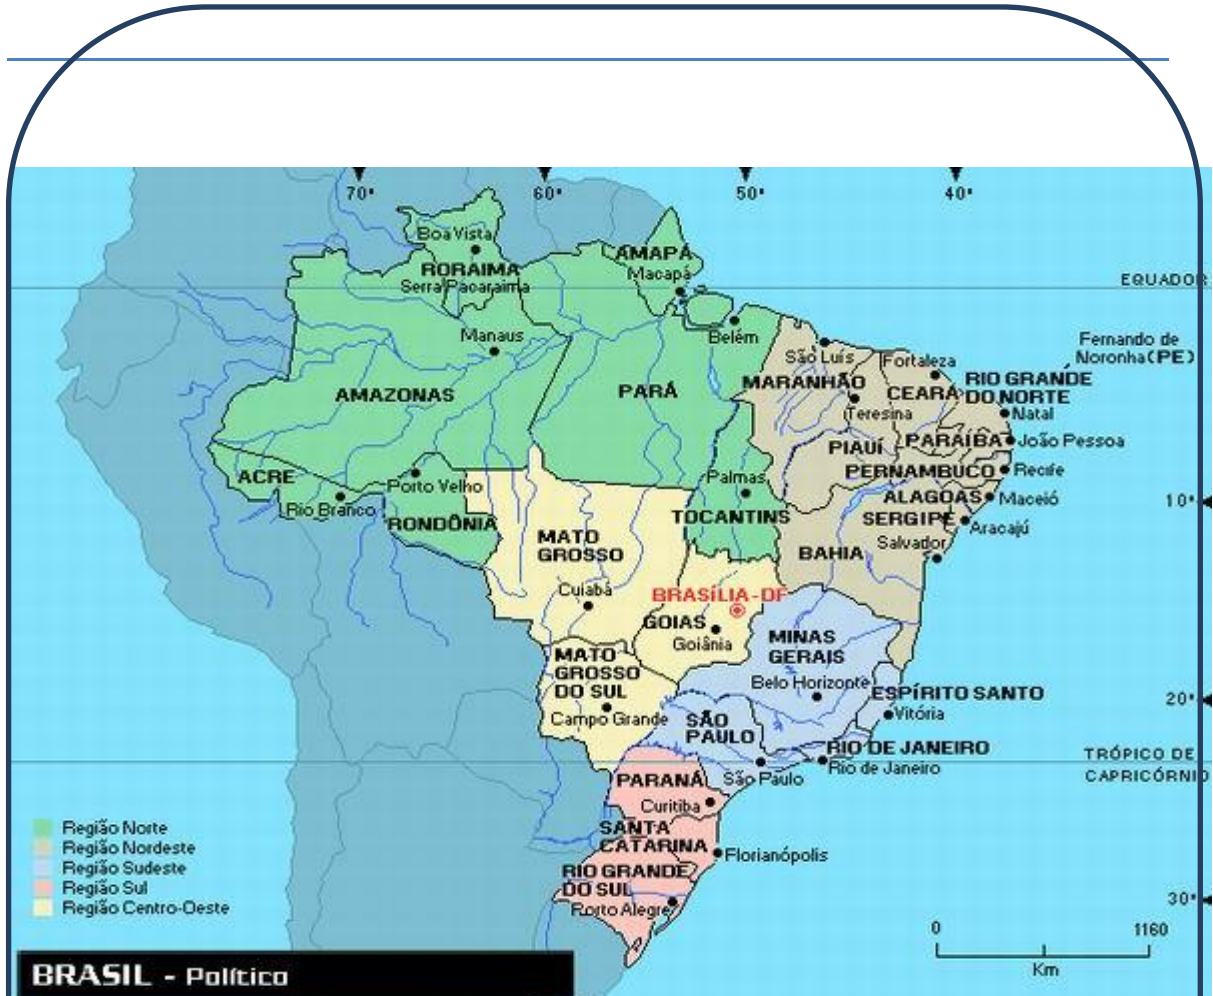 70°
60°
50°
40°
Boa Vista
RORAIMA
Serra Pacaraima
AMAPÁ
Macapá
EQUADOR
Manaus
Belém
São Luís
Fortaleza
Fernando de
Noronha(PE)
AMAZONAS
PARÁ
MARANHÃO
CEARÁ
RIO GRANDE
DO NORTE
Teresina
Natal
PIAUÍ
PARAÍBA
João Pessoa
ACRE
Porto Velho
Palmas
PERNAMBUCO
Recife
Rio Branco
RONDÔNIA
TOCANTINS
ALAGOAS
Maceió
10°
SERGIPE
Aracajú
MATO
GROSSO
BAHIA
Salvador
Cuiabá
BRASÍLIA-DF
GOIAS
Goiânia
MINAS
GERAIS
MATO
GROSSO
DO SUL
Belo Horizonte
ESPÍRITO SANTO
20°
Campo Grande
SÃO
PAULO
Vitória
RIO DE JANEIRO
TRÓPICO DE
CAPRICÓRNIO
Rio de Janeiro
São Paulo
PARANÁ
Curitiba
SANTA
CATARINA
Florianópolis
RIO GRANDE
DO SUL
Porto Alegre
30°
Região Norte
Região Nordeste
Região Sudeste
Região Sul
Região Centro-Oeste
0 1160
Km
BRASIL - Político